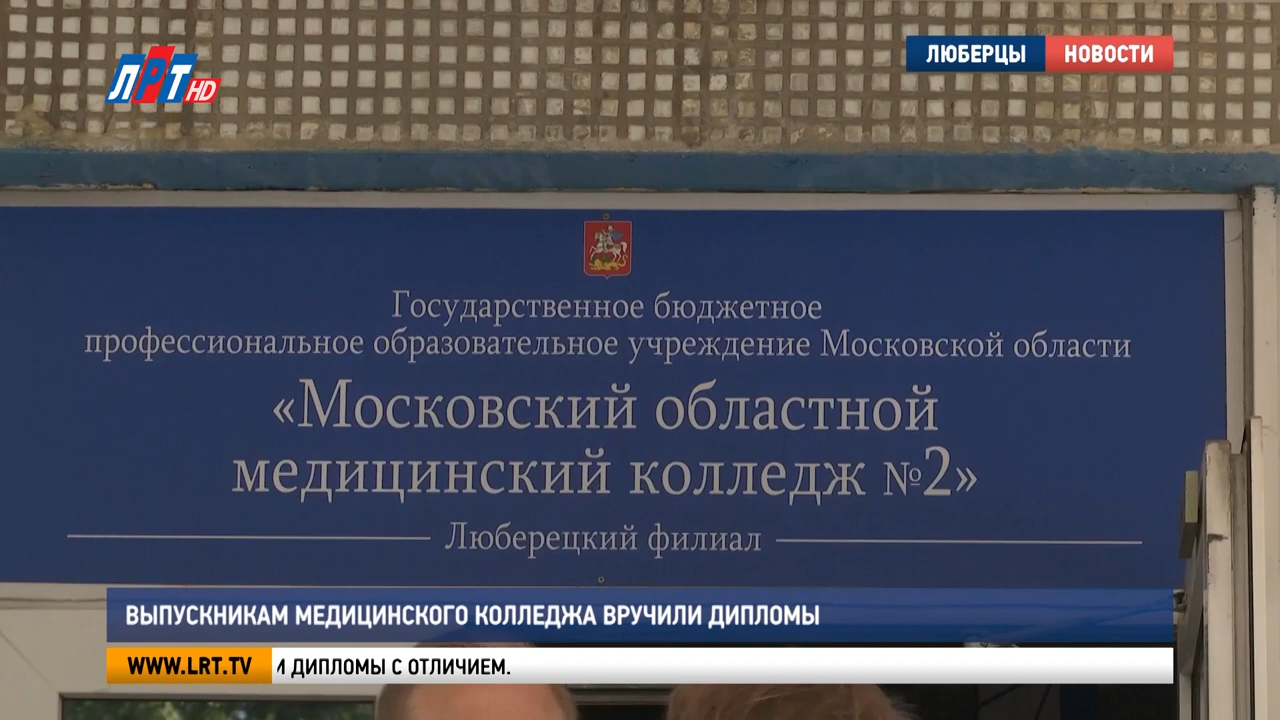 ЛРТ HD
ЛЮБЕРЦЫ НОВОСТИ
Государственное бюджетное
профессиональное образовательное учреждение Московской области
«Московский областной
медицинский колледж №2»
Люберецкий филиал
ВЫПУСКНИКАМ МЕДИЦИНСКОГО КОЛЛЕДЖА ВРУЧИЛИ ДИПЛОМЫ
WWW.LRT.TV И ДИПЛОМЫ С ОТЛИЧИЕМ.